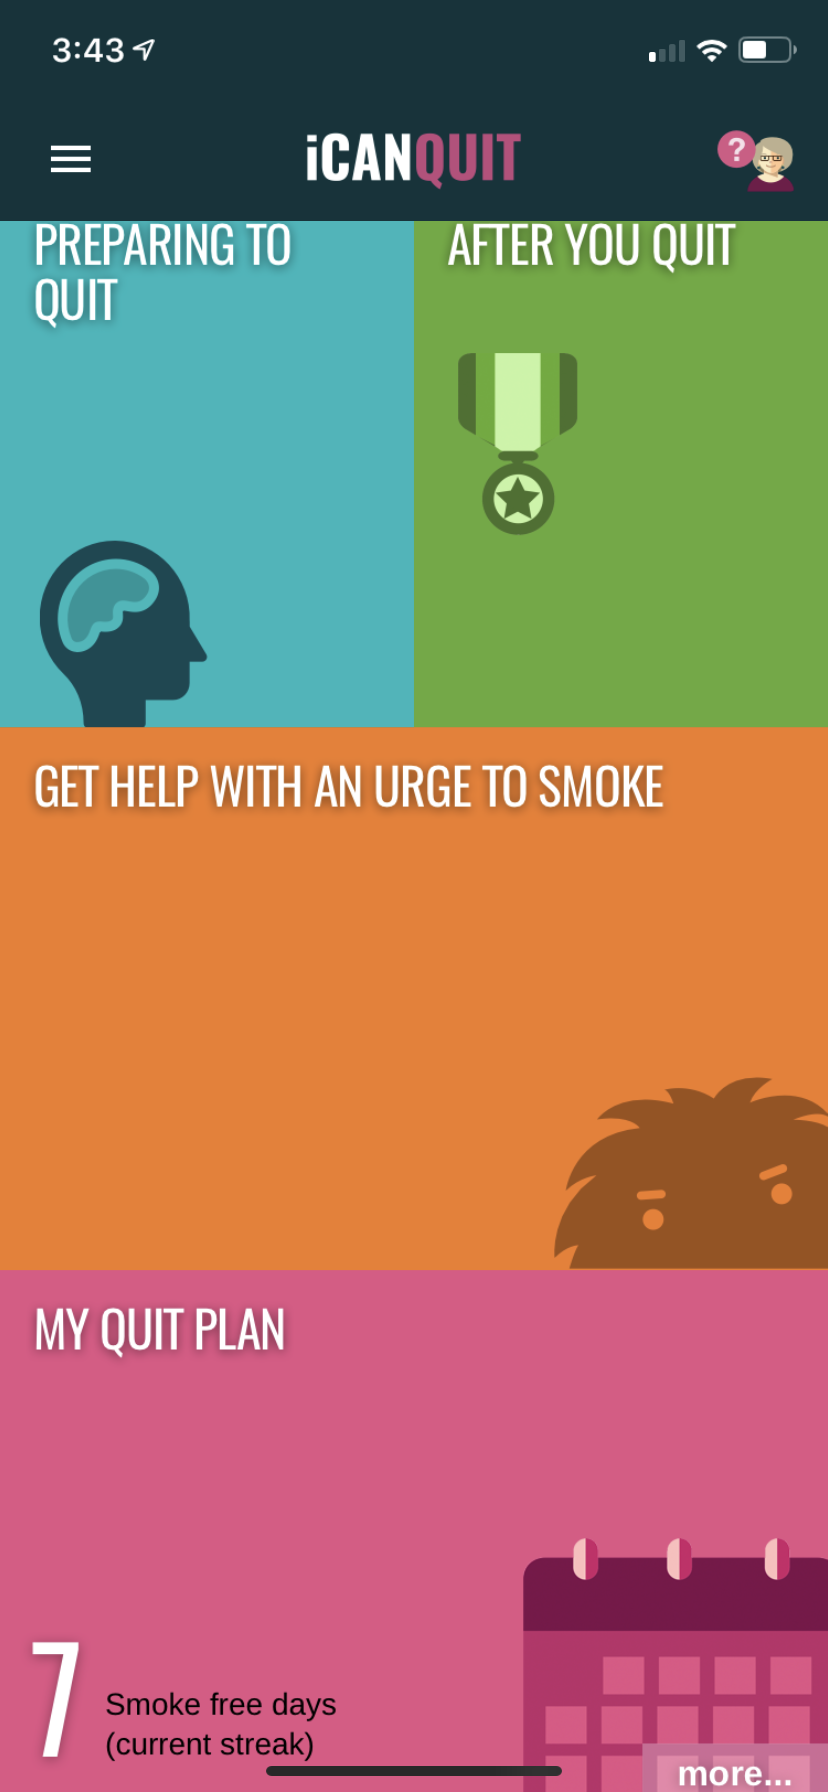 3:43
iCANQUIT
?
PREPARING TO
QUIT
AFTER YOU QUIT
GET HELP WITH AN URGE TO SMOKE
MY QUIT PLAN
7
Smoke free days
(current streak)
more...